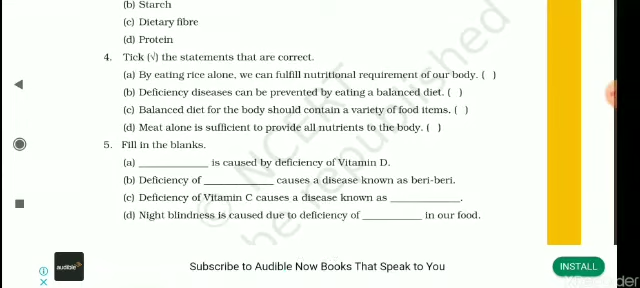 (b) Starch
(c) Dietary fibre
(d) Protein
4. Tick (√) the statements that are correct.
(a) By eating rice alone, we can fulfill nutritional requirement of our body. ( )
(b) Deficiency diseases can be prevented by eating a balanced diet. ( )
(c) Balanced diet for the body should contain a variety of food items. ( )
(d) Meat alone is sufficient to provide all nutrients to the body. ( )
5. Fill in the blanks.
(a) ____________ is caused by deficiency of Vitamin D.
(b) Deficiency of ____________ causes a disease known as beri-beri.
(c) Deficiency of Vitamin C causes a disease known as ____________.
(d) Night blindness is caused due to deficiency of __________ in our food.
© NCERT
be republished
audible
Subscribe to Audible Now Books That Speak to You
INSTALL